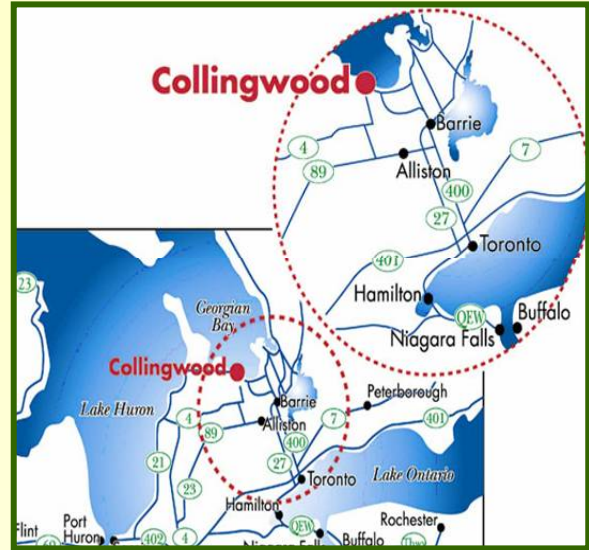 Collingwood
Barrie
4
7
89
Alliston
400
27
Toronto
401
Hamilton
QEW
Buffalo
Niagara Falls
23
Georgian
Bay
Collingwood
Lake Huron
Barrie
Peterborough
4
Alliston
7
401
89
400
21
27
23
Toronto
Lake Ontario
Hamilton
Rochester
Flint
Port
Huron
402
4
QEW
Buffalo